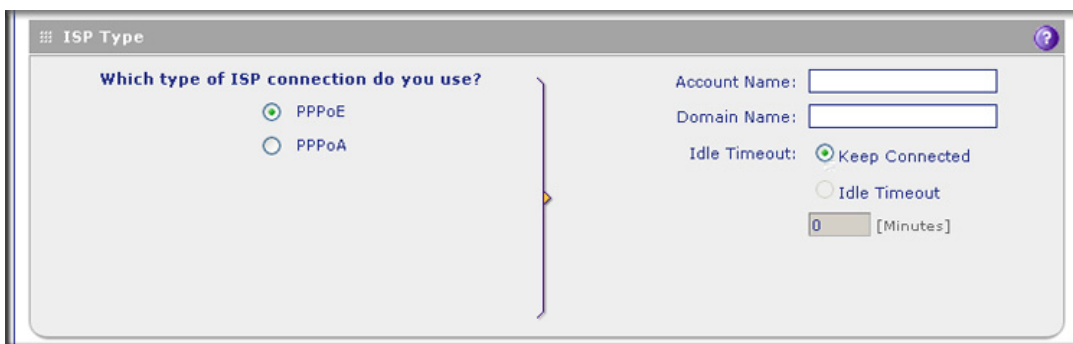 ISP Type
?
Which type of ISP connection do you use?
PPPoE
PPPoA
Account Name:
Domain Name:
Idle Timeout:
Keep Connected
Idle Timeout
0 [Minutes]